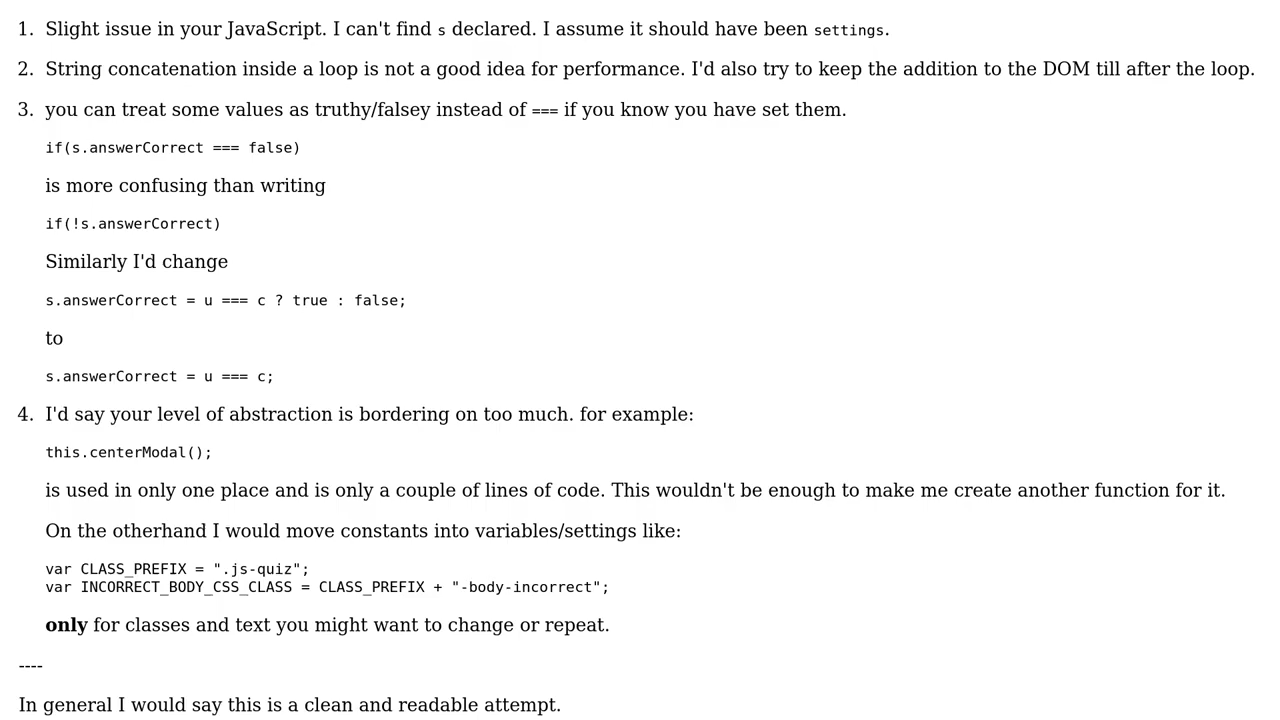 1. Slight issue in your JavaScript. I can't find s declared. I assume it should have been settings.
2. String concatenation inside a loop is not a good idea for performance. I'd also try to keep the addition to the DOM till after the loop.
3. you can treat some values as truthy/falsey instead of === if you know you have set them.
if(s.answerCorrect === false)
is more confusing than writing
if(!s.answerCorrect)
Similarly I'd change
s.answerCorrect = u === c ? true : false;
to
s.answerCorrect = u === c;
4. I'd say your level of abstraction is bordering on too much. for example:
this.centerModal();
is used in only one place and is only a couple of lines of code. This wouldn't be enough to make me create another function for it.
On the otherhand I would move constants into variables/settings like:
var CLASS_PREFIX = ".js-quiz";
var INCORRECT_BODY_CSS_CLASS = CLASS_PREFIX + "-body-incorrect";
only for classes and text you might want to change or repeat.
----
In general I would say this is a clean and readable attempt.